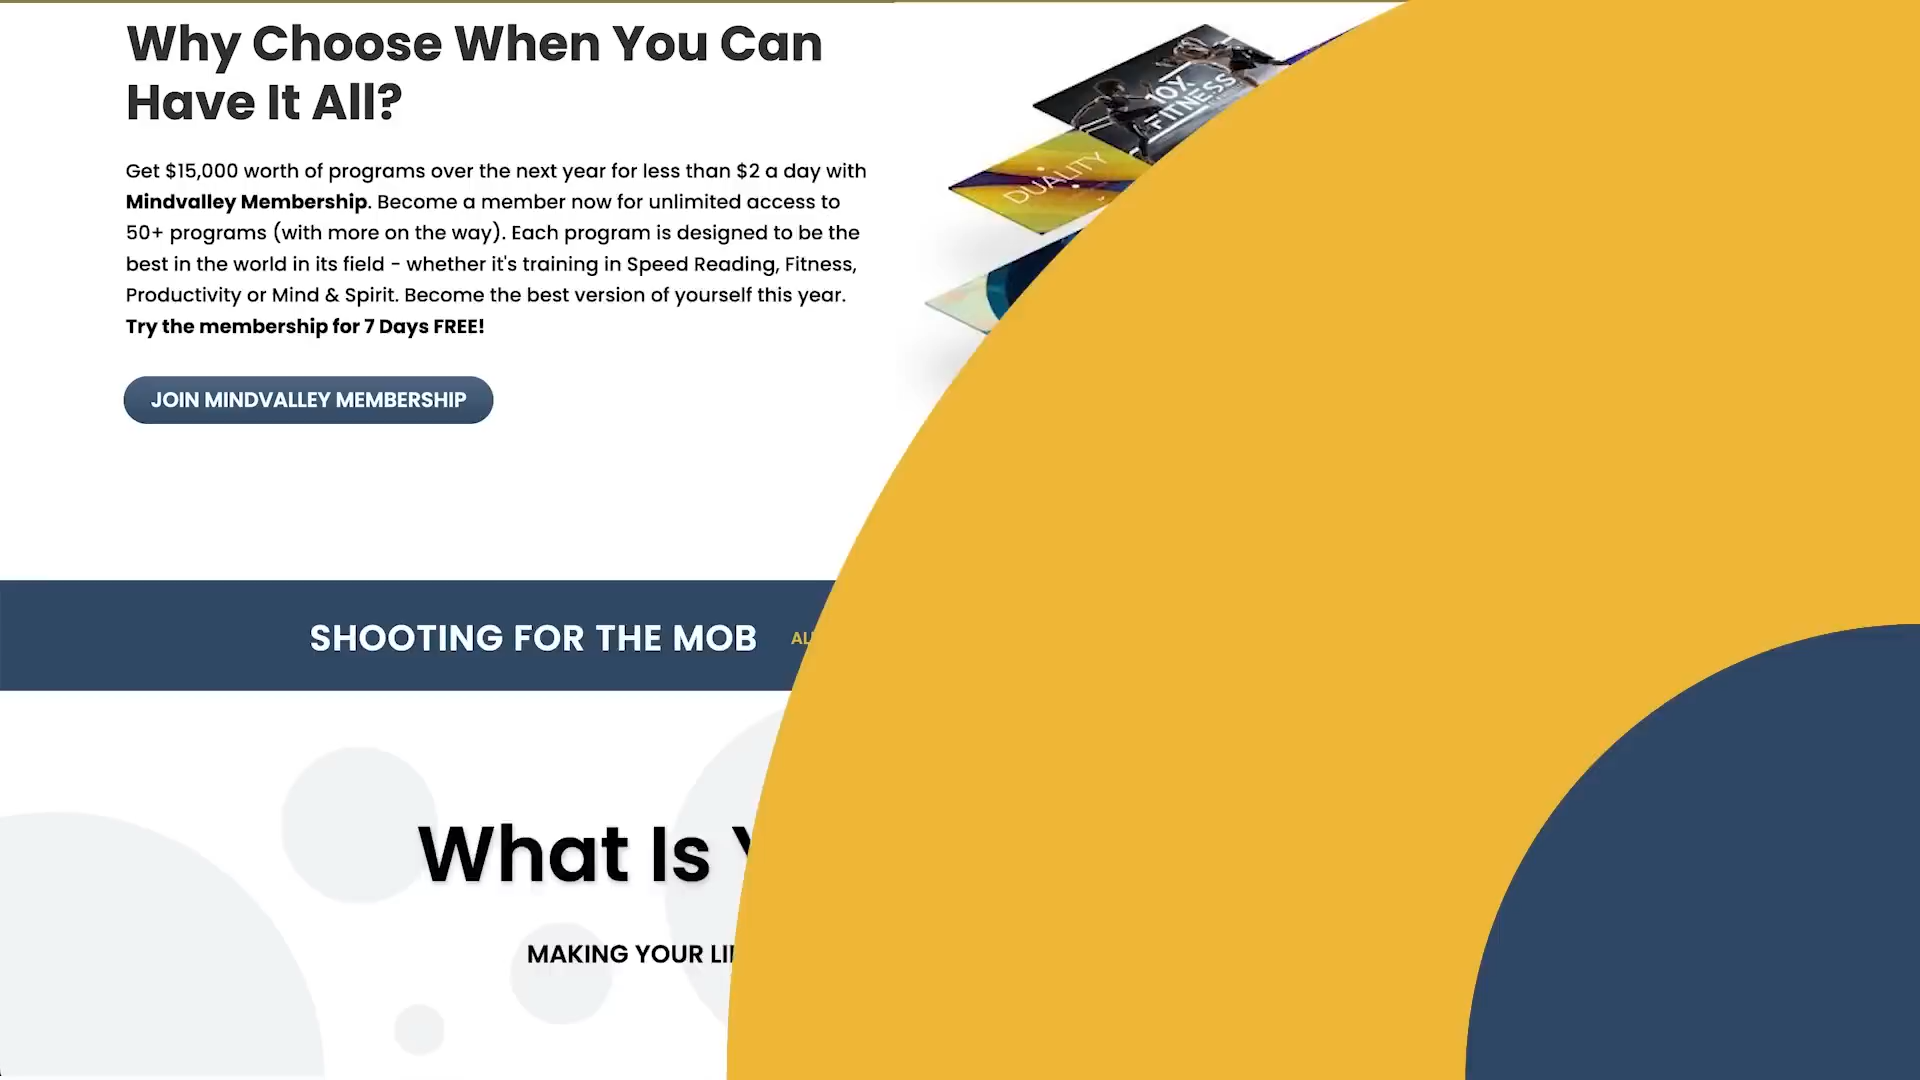 Why Choose When You Can
Have It All?
Get $15,000 worth of programs over the next year for less than $2 a day with
Mindvalley Membership. Become a member now for unlimited access to
50+ programs (with more on the way). Each program is designed to be the
best in the world in its field - whether it's training in Speed Reading, Fitness,
Productivity or Mind & Spirit. Become the best version of yourself this year.
Try the membership for 7 Days FREE!
JOIN MINDVALLEY MEMBERSHIP
10X
FITNESS
DUALITY
SHOOTING FOR THE MOB
What Is
MAKING YOUR